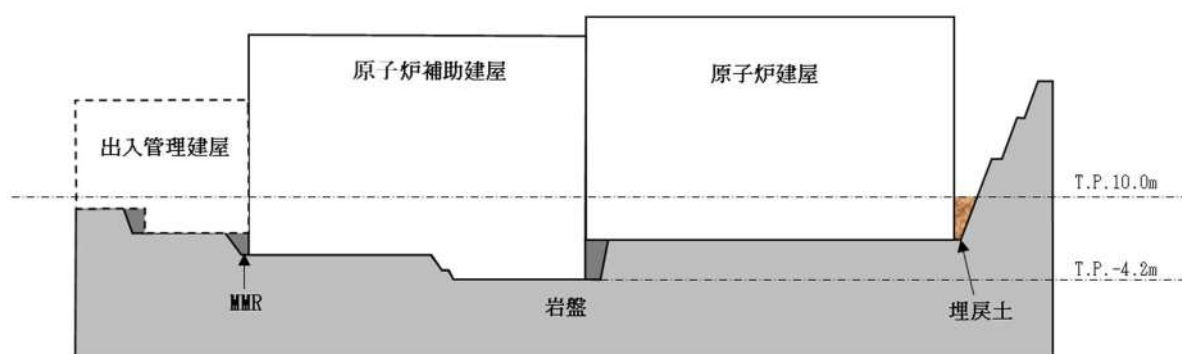 原子炉補助建屋
原子炉建屋
出入管理建屋
T.P.10.0m
T.P.-4.2m
MMR
岩盤
埋戻土